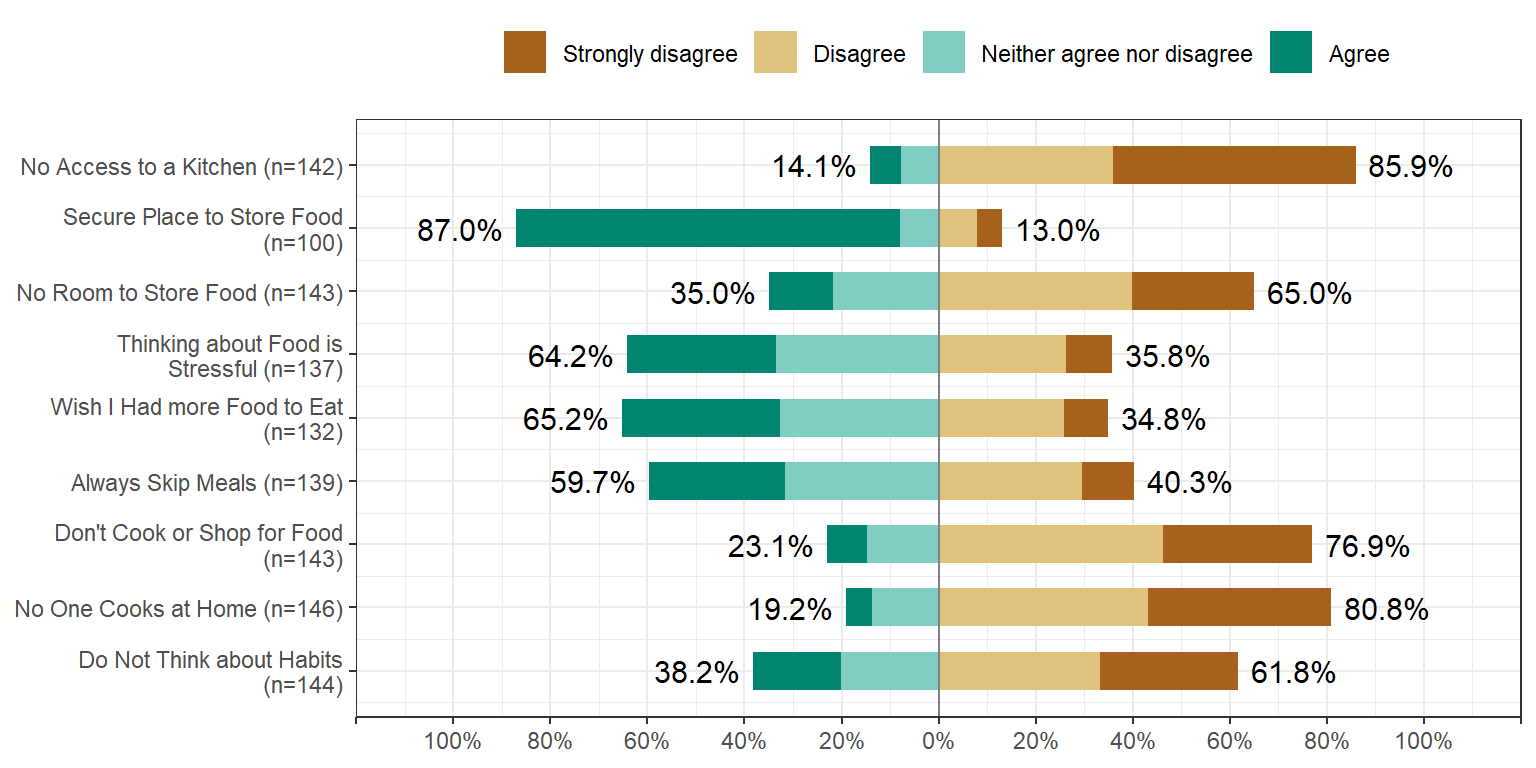 Strongly disagree Disagree Neither agree nor disagree Agree
No Access to a Kitchen (n=142) 14.1% 85.9%
Secure Place to Store Food
(n=100) 87.0% 13.0%
No Room to Store Food (n=143) 35.0% 65.0%
Thinking about Food is
Stressful (n=137) 64.2% 35.8%
Wish I Had more Food to Eat
(n=132) 65.2% 34.8%
Always Skip Meals (n=139) 59.7% 40.3%
Don't Cook or Shop for Food
(n=143) 23.1% 76.9%
No One Cooks at Home (n=146) 19.2% 80.8%
Do Not Think about Habits
(n=144) 38.2% 61.8%
100% 80% 60% 40% 20% 0% 20% 40% 60% 80% 100%